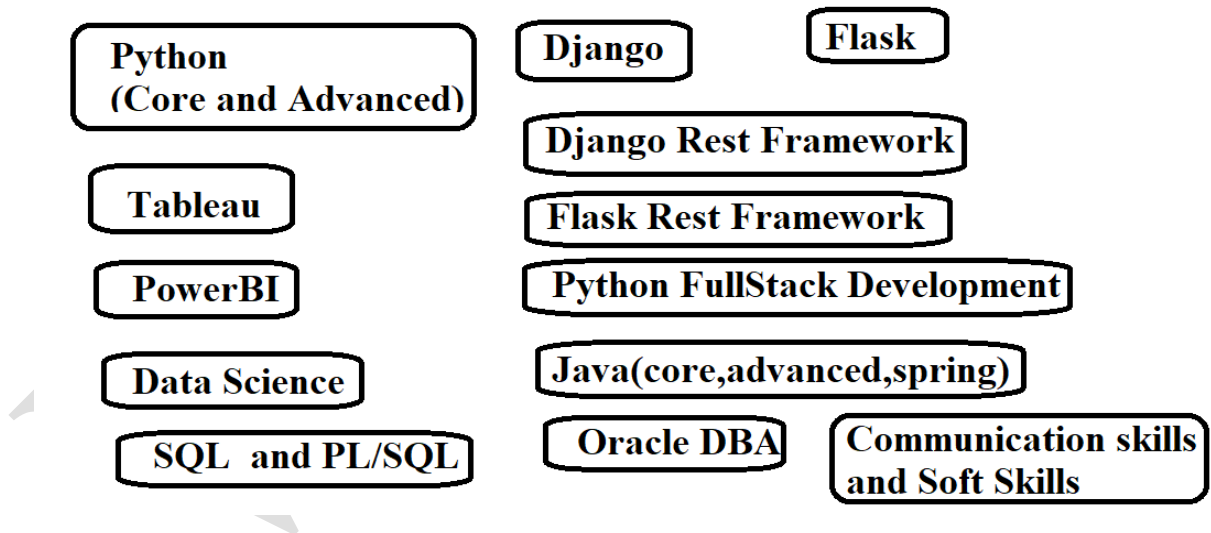 Python
(Core and Advanced)
Django
Flask
Django Rest Framework
Tableau
Flask Rest Framework
PowerBI
Python FullStack Development
Data Science
Java(core,advanced,spring)
SQL and PL/SQL
Oracle DBA
Communication skills
and Soft Skills